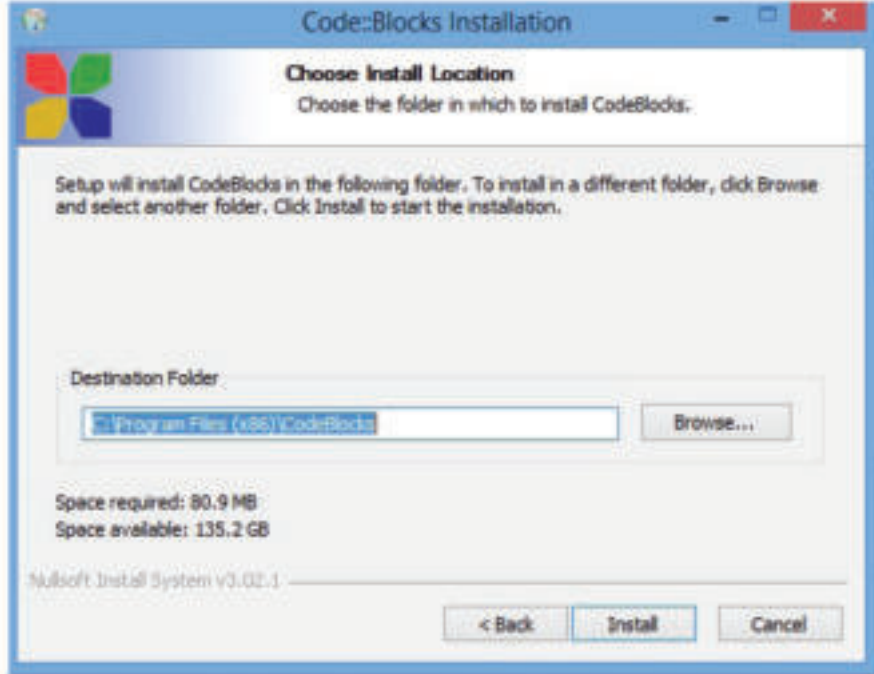 Code::Blocks Installation
Choose Install Location
Choose the folder in which to install CodeBlocks.
Setup will install CodeBlocks in the following folder. To install in a different folder, click Browse
and select another folder. Click Install to start the installation.
Destination Folder
C:\Program Files (x86)\CodeBlocks
Browse...
Space required: 80.9 MB
Space available: 135.2 GB
Nullsoft Install System v3.02.1
< Back
Install
Cancel